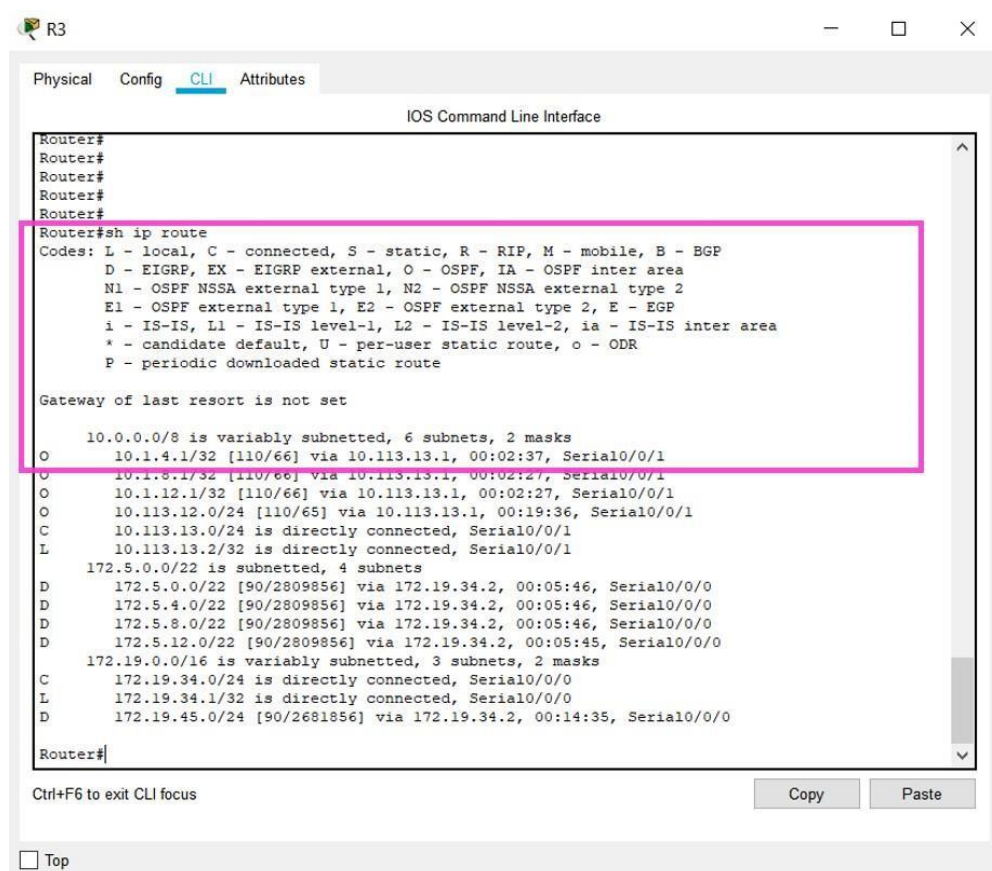 R3
Physical Config CLI Attributes
IOS Command Line Interface
Router#
Router#
Router#
Router#
Router#
Router#sh ip route
Codes: L - local, C - connected, S - static, R - RIP, M - mobile, B - BGP
D - EIGRP, EX - EIGRP external, O - OSPF, IA - OSPF inter area
N1 - OSPF NSSA external type 1, N2 - OSPF NSSA external type 2
E1 - OSPF external type 1, E2 - OSPF external type 2, E - EGP
i - IS-IS, L1 - IS-IS level-1, L2 - IS-IS level-2, ia - IS-IS inter area
* - candidate default, U - per-user static route, o - ODR
P - periodic downloaded static route
Gateway of last resort is not set
10.0.0.0/8 is variably subnetted, 6 subnets, 2 masks
O 10.1.4.1/32 [110/66] via 10.113.13.1, 00:02:37, Serial0/0/1
O 10.1.8.1/32 [110/66] via 10.113.13.1, 00:02:27, Serial0/0/1
O 10.1.12.1/32 [110/66] via 10.113.13.1, 00:02:27, Serial0/0/1
O 10.113.12.0/24 [110/65] via 10.113.13.1, 00:19:36, Serial0/0/1
C 10.113.13.0/24 is directly connected, Serial0/0/1
L 10.113.13.2/32 is directly connected, Serial0/0/1
172.5.0.0/22 is subnetted, 4 subnets
D 172.5.0.0/22 [90/2809856] via 172.19.34.2, 00:05:46, Serial0/0/0
D 172.5.4.0/22 [90/2809856] via 172.19.34.2, 00:05:46, Serial0/0/0
D 172.5.8.0/22 [90/2809856] via 172.19.34.2, 00:05:46, Serial0/0/0
D 172.5.12.0/22 [90/2809856] via 172.19.34.2, 00:05:45, Serial0/0/0
172.19.0.0/16 is variably subnetted, 3 subnets, 2 masks
C 172.19.34.0/24 is directly connected, Serial0/0/0
L 172.19.34.1/32 is directly connected, Serial0/0/0
D 172.19.45.0/24 [90/2681856] via 172.19.34.2, 00:14:35, Serial0/0/0
Router#
Ctrl+F6 to exit CLI focus
Copy Paste
Top